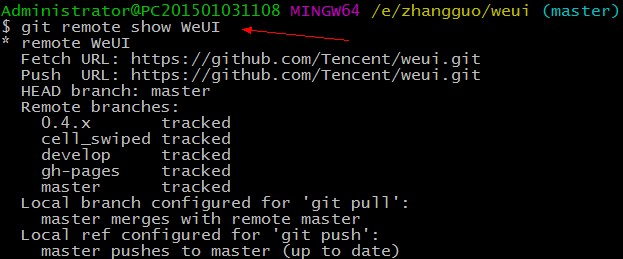 Administrator@PC201501031108 MINGW64 /e/zhangguo/weui (master)
$ git remote show WeUI
* remote WeUI
  Fetch URL: https://github.com/Tencent/weui.git
  Push  URL: https://github.com/Tencent/weui.git
  HEAD branch: master
  Remote branches:
    0.4.x       tracked
    cell_swiped tracked
    develop     tracked
    gh-pages    tracked
    master      tracked
  Local branch configured for 'git pull':
    master merges with remote master
  Local ref configured for 'git push':
    master pushes to master (up to date)